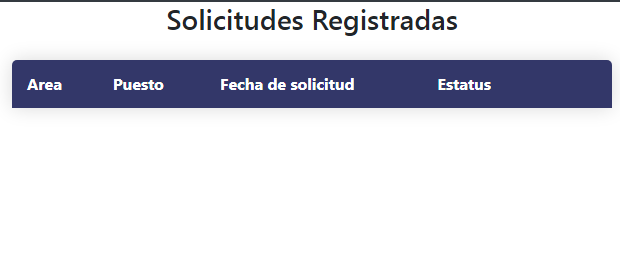 Solicitudes Registradas
Area Puesto Fecha de solicitud Estatus